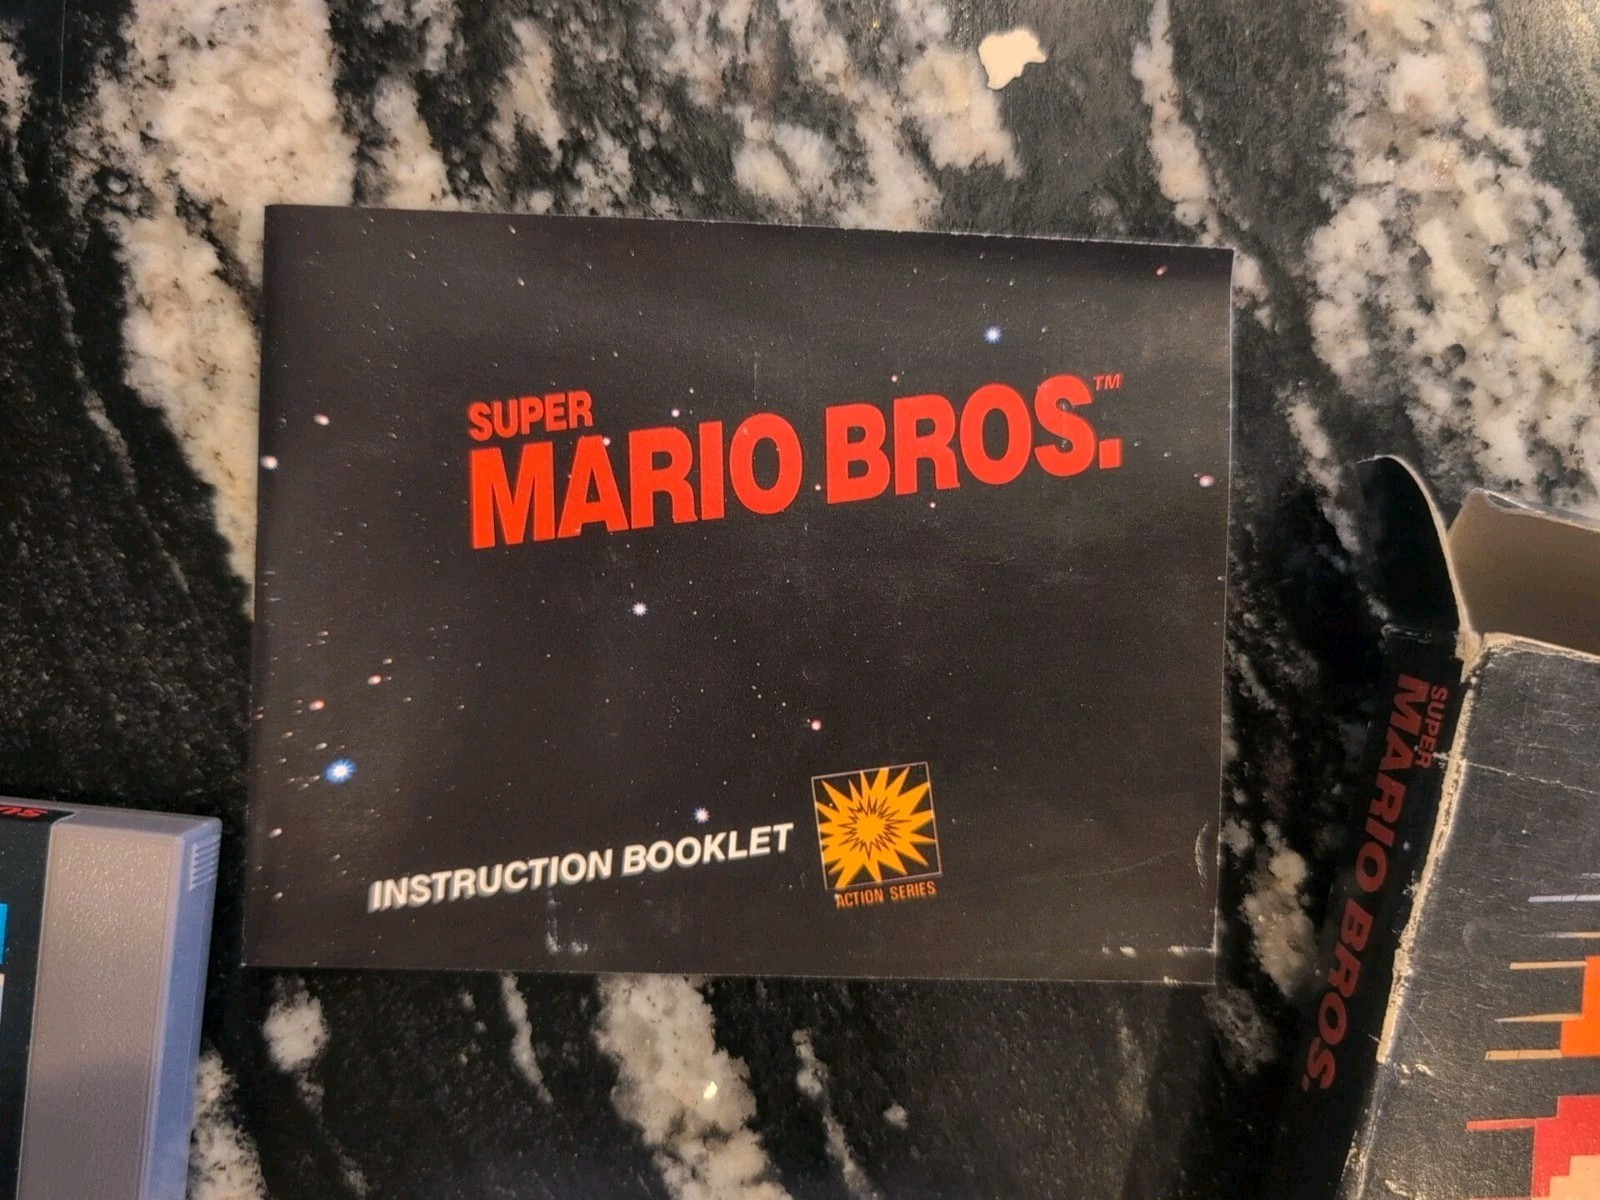 SUPER
MARIO BROS.™
INSTRUCTION BOOKLET
ACTION SERIES
SUPER
MARIO BROS.